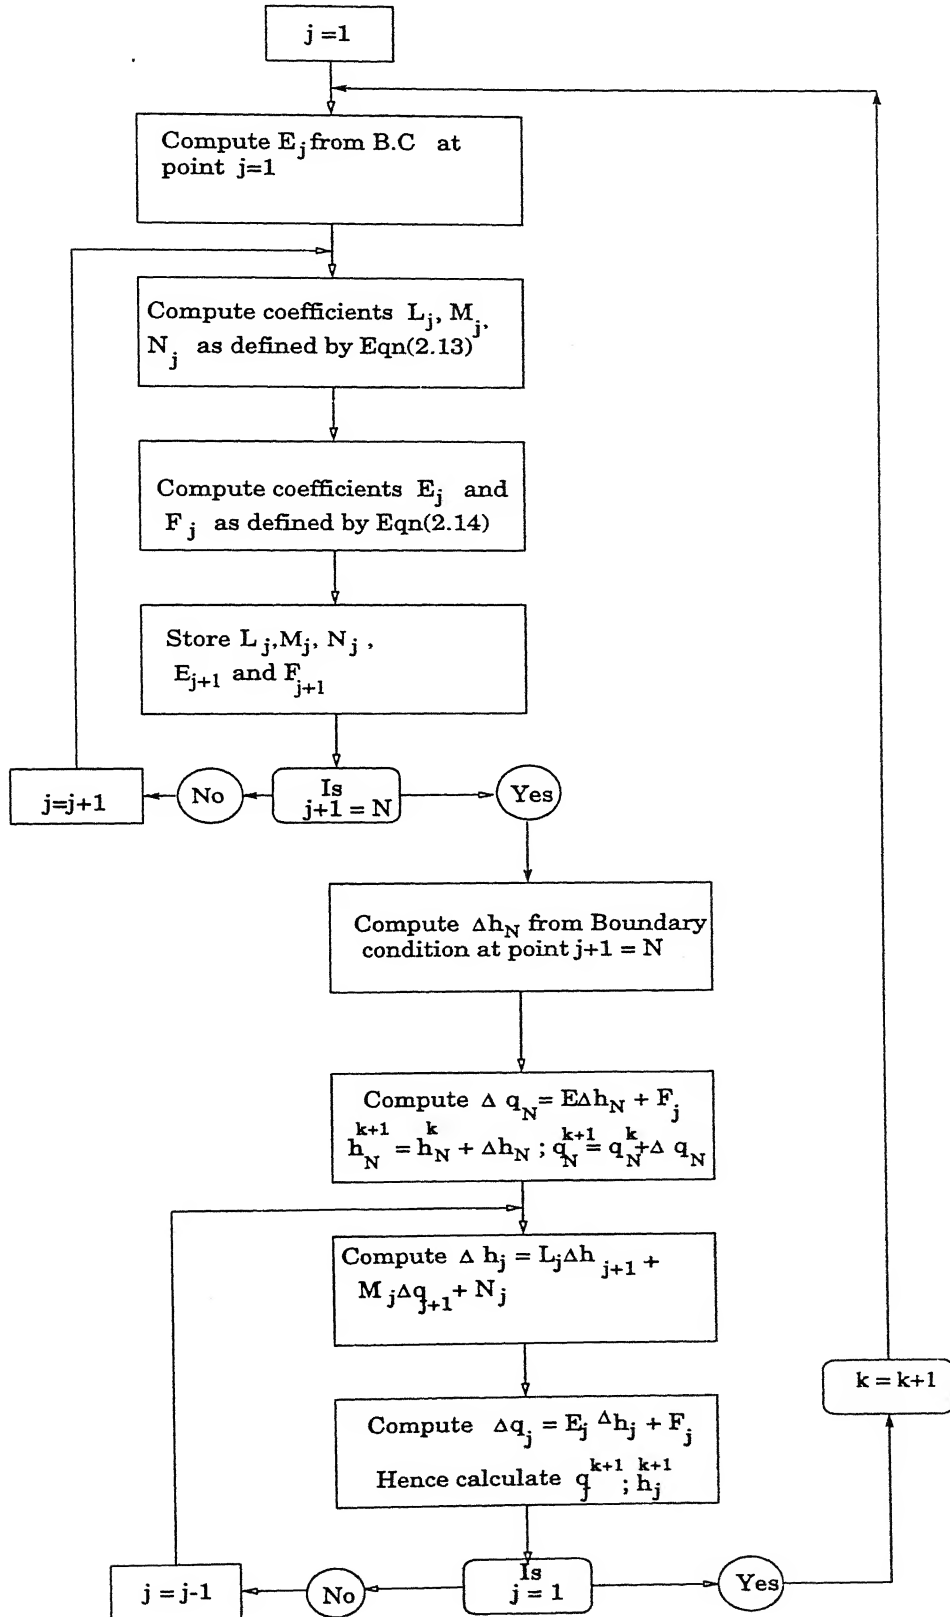 j =1
Compute E_j from B.C at
point j=1
Compute coefficients L_j, M_j,
N_j as defined by Eqn(2.13)
Compute coefficients E_j and
F_j as defined by Eqn(2.14)
Store L_j, M_j, N_j ,
E_{j+1} and F_{j+1}
j=j+1
No
Is
j+1 = N
Yes
Compute Δh_N from Boundary
condition at point j+1 = N
Compute Δ q_N = EΔh_N + F_j
h_N^{k+1} = h_N^k + Δh_N ; q_N^{k+1} = q_N^k + Δ q_N
Compute Δ h_j = L_jΔh_{j+1} +
M_jΔq_{j+1} + N_j
k = k+1
Compute Δq_j = E_j Δh_j + F_j
Hence calculate q_j^{k+1} ; h_j^{k+1}
j = j-1
No
Is
j = 1
Yes